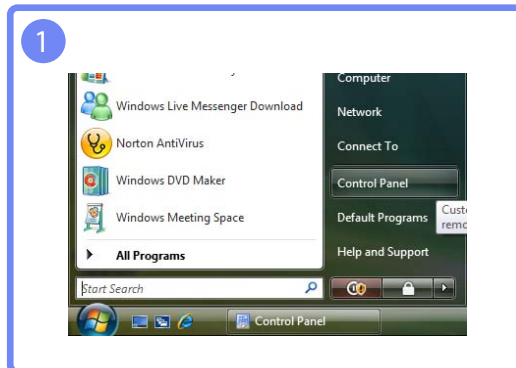 1
Windows Live Messenger Download
Norton AntiVirus
Windows DVD Maker
Windows Meeting Space
All Programs
Start Search
Computer
Network
Connect To
Control Panel
Default Programs
Help and Support
Control Panel